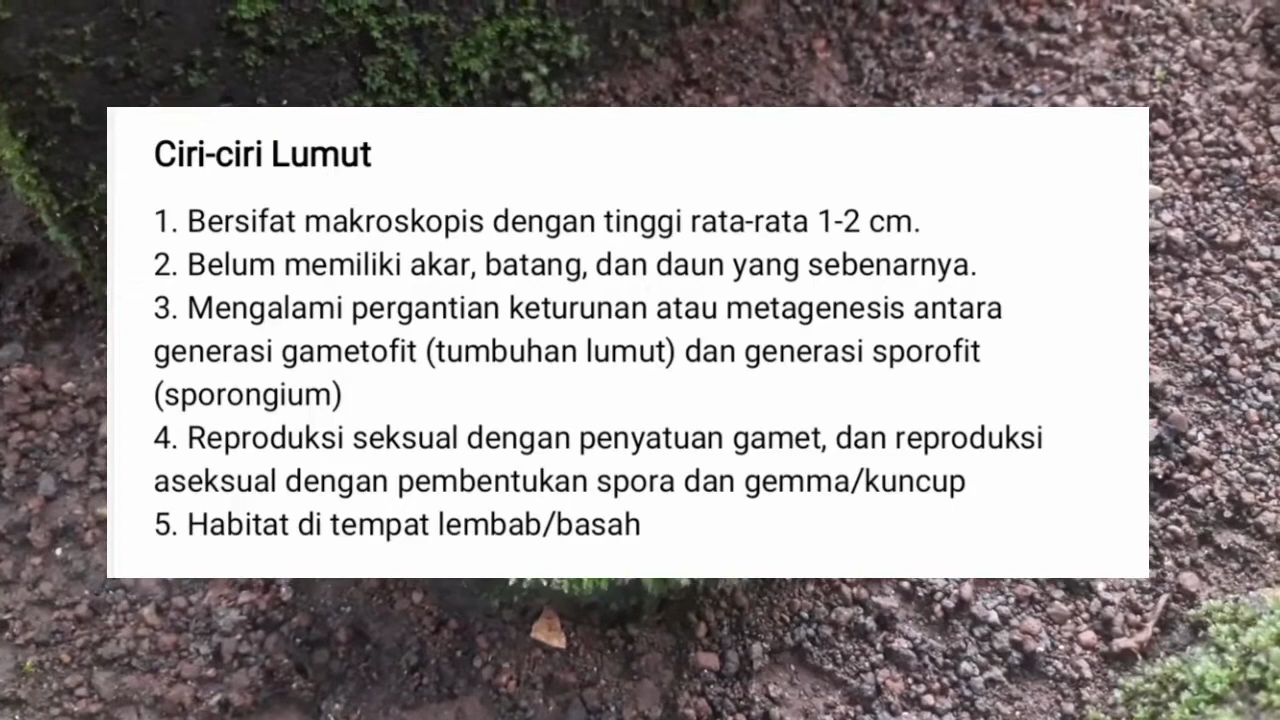 Ciri-ciri Lumut
1. Bersifat makroskopis dengan tinggi rata-rata 1-2 cm.
2. Belum memiliki akar, batang, dan daun yang sebenarnya.
3. Mengalami pergantian keturunan atau metagenesis antara
generasi gametofit (tumbuhan lumut) dan generasi sporofit
(sporongium)
4. Reproduksi seksual dengan penyatuan gamet, dan reproduksi
aseksual dengan pembentukan spora dan gemma/kuncup
5. Habitat di tempat lembab/basah